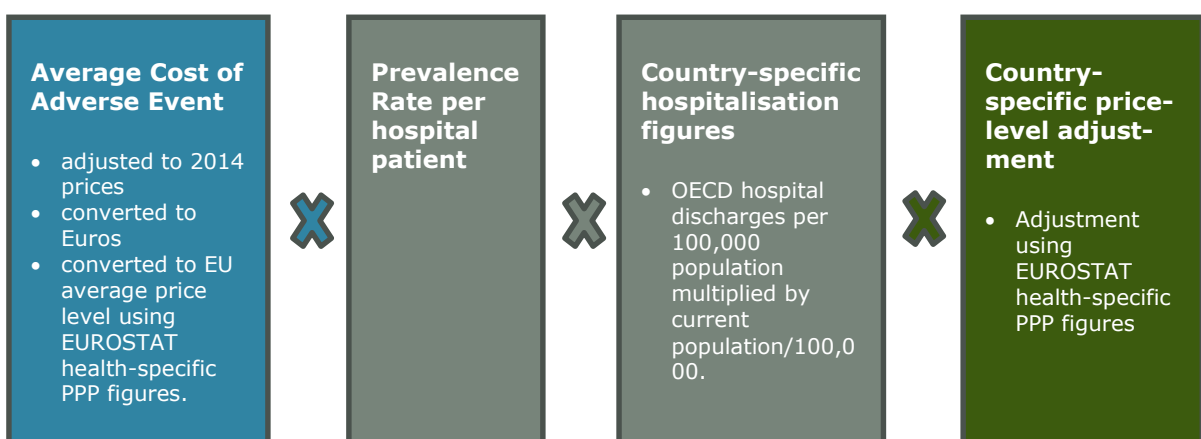 Average Cost of
Adverse Event
• adjusted to 2014
prices
• converted to
Euros
• converted to EU
average price
level using
EUROSTAT
health-specific
PPP figures.
Prevalence
Rate per
hospital
patient
Country-specific
hospitalisation
figures
• OECD hospital
discharges per
100,000
population
multiplied by
current
population/100,0
00.
Country-
specific price-
level adjust-
ment
• Adjustment
using
EUROSTAT
health-specific
PPP figures